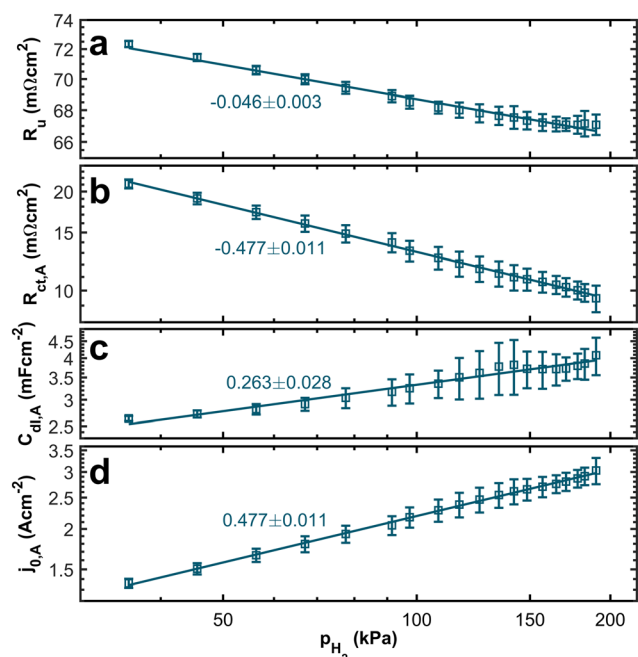 a
R_u (mΩcm²)
74
72
70
68
66
-0.046±0.003
b
R_ct,A (mΩcm²)
20
15
10
-0.477±0.011
c
C_dl,A (mFcm⁻²)
4.5
4
3.5
3
2.5
0.263±0.028
d
j_0,A (Acm⁻²)
3.5
3
2.5
2
1.5
0.477±0.011
50
100
150
200
p_H₂ (kPa)